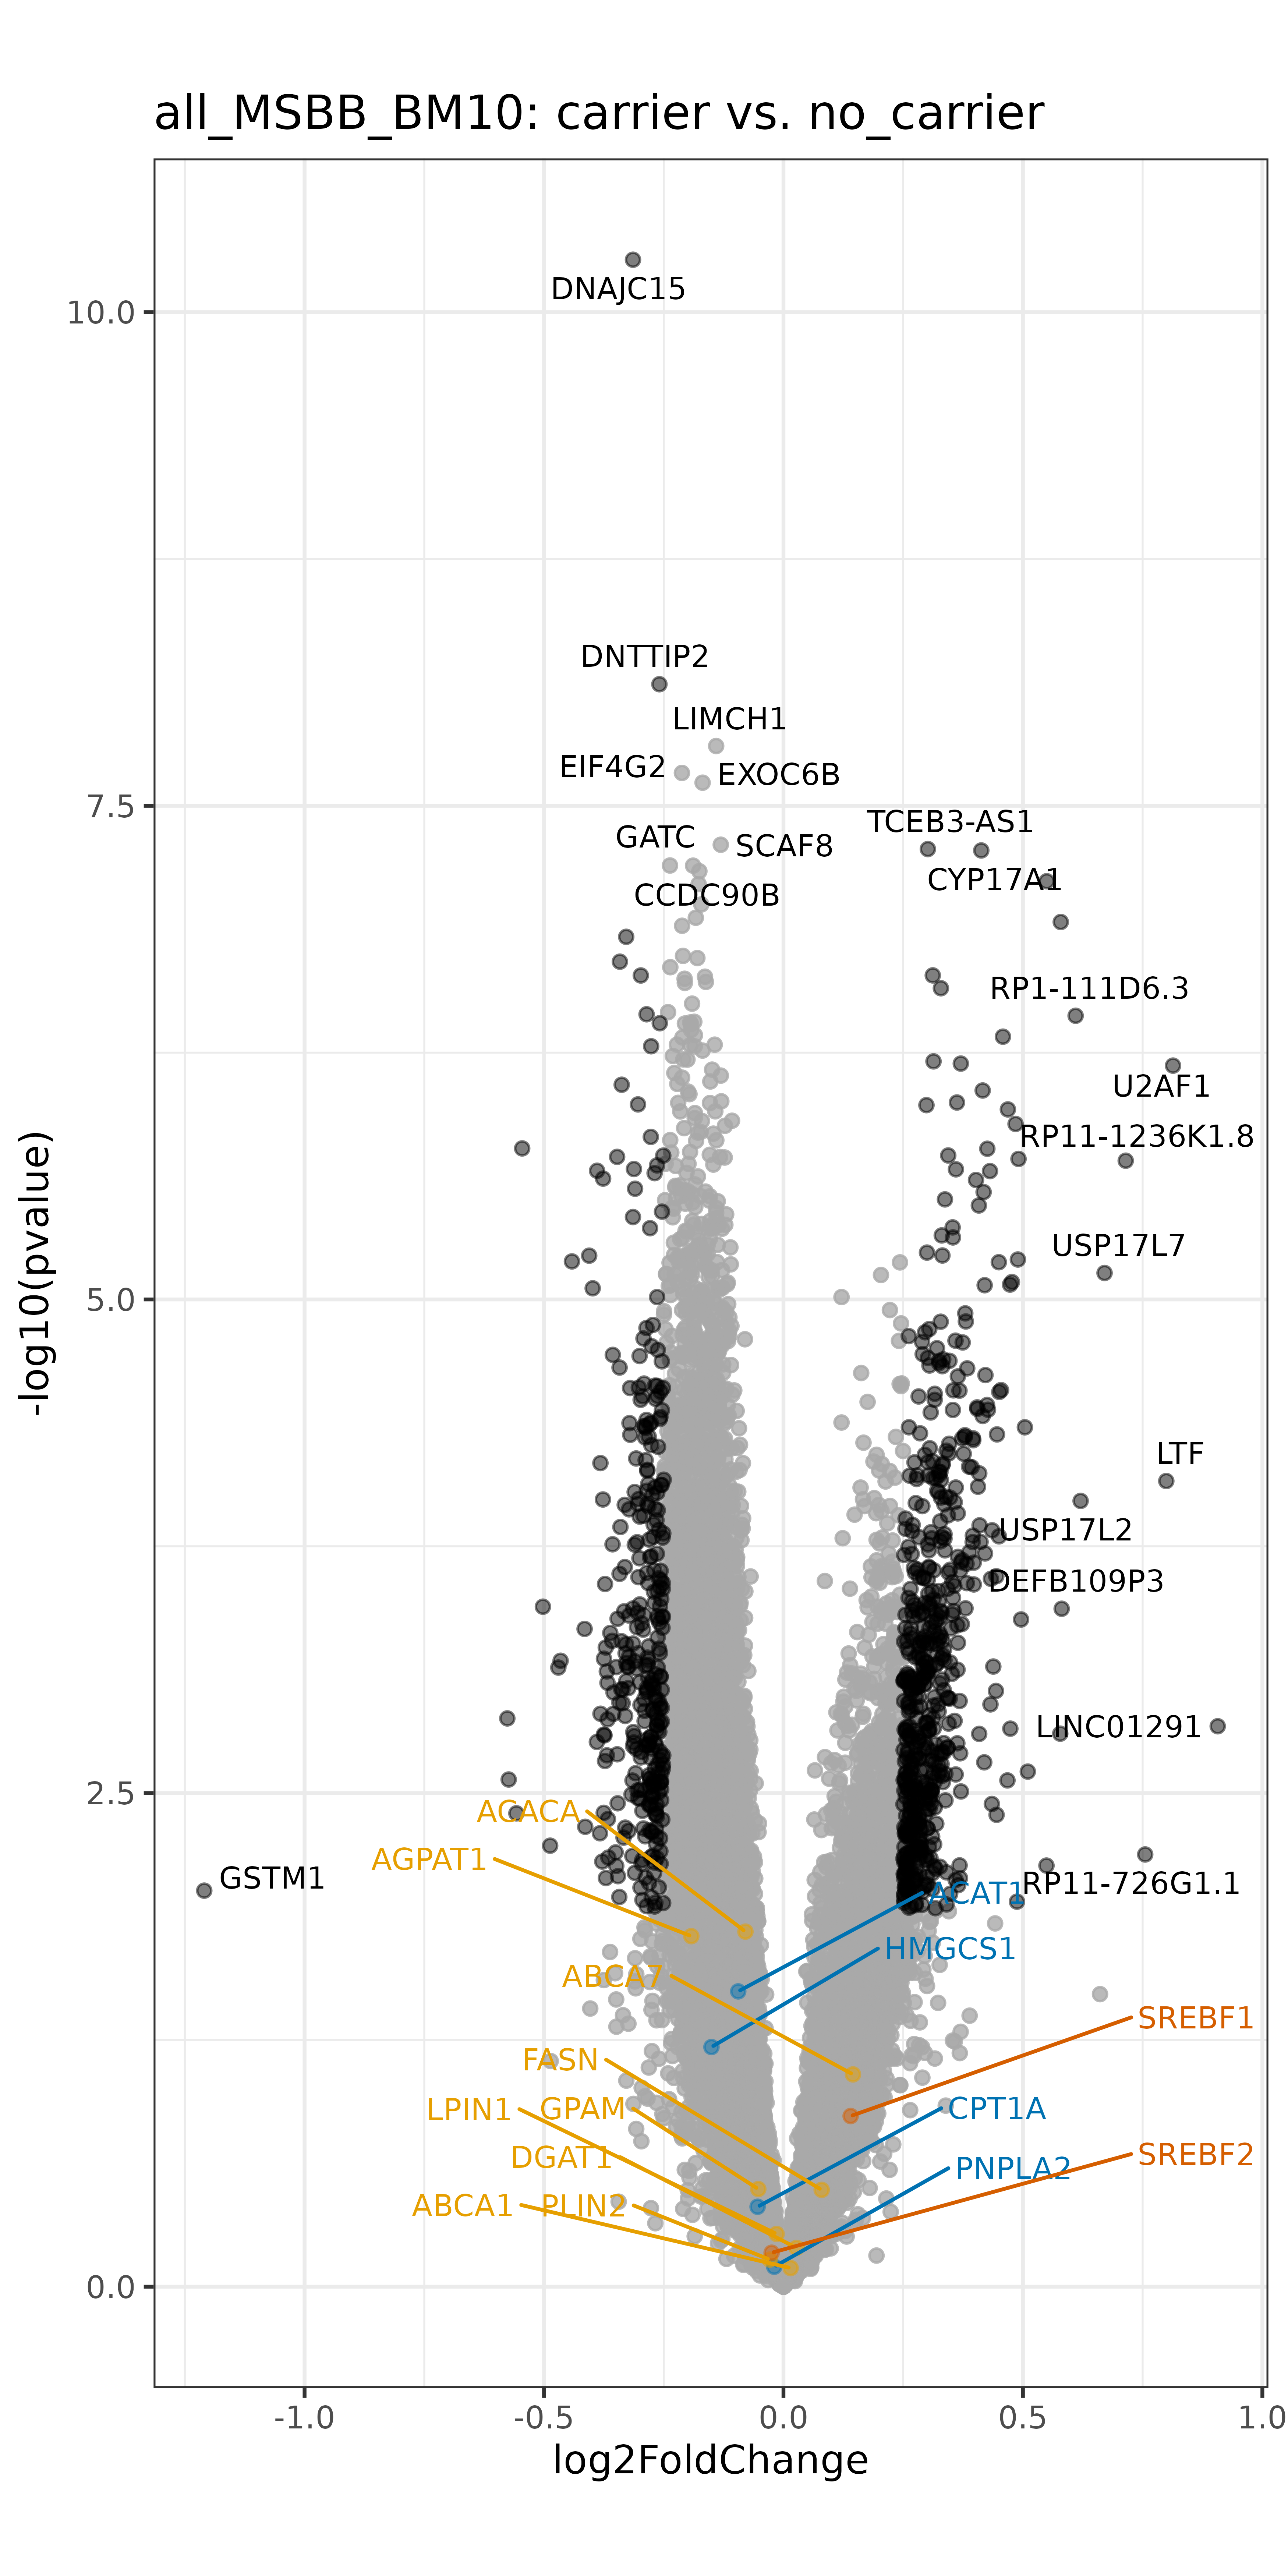 all_MSBB_BM10: carrier vs. no_carrier
DNAJC15
10.0
DNTTIP2
LIMCH1
EIF4G2
EXOC6B
7.5
TCEB3-AS1
GATC
SCAF8
CYP17A1
CCDC90B
RP1-111D6.3
U2AF1
RP11-1236K1.8
-log10(pvalue)
USP17L7
5.0
LTF
USP17L2
DEFB109P3
LINC01291
2.5
ACACA
AGPAT1
GSTM1
RP11-726G1.1
ACAT1
HMGCS1
ABCA7
SREBF1
FASN
LPIN1
GPAM
CPT1A
DGAT1
SREBF2
PNPLA2
ABCA1
PLIN2
0.0
-1.0
-0.5
0.0
0.5
1.0
log2FoldChange